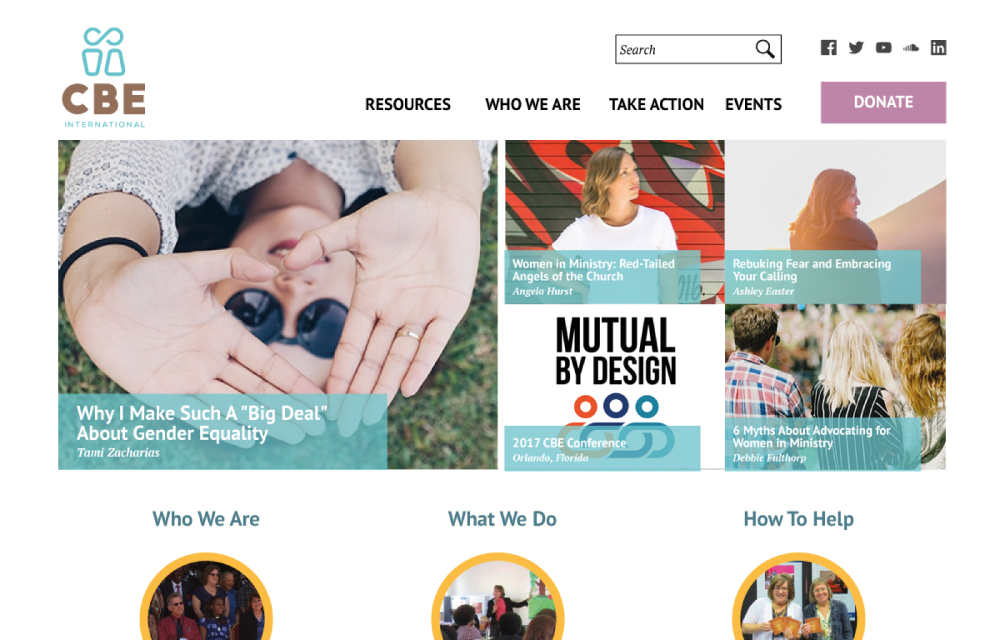 CBE
INTERNATIONAL
Search
RESOURCES
WHO WE ARE
TAKE ACTION
EVENTS
DONATE
Why I Make Such A "Big Deal"
About Gender Equality
Tami Zacharias
Women in Ministry: Red-Tailed
Angels of the Church
Angela Hurst
Rebuking Fear and Embracing
Your Calling
Ashley Easter
MUTUAL
BY DESIGN
2017 CBE Conference
Orlando, Florida
6 Myths About Advocating for
Women in Ministry
Debbie Fulthorp
Who We Are
What We Do
How To Help